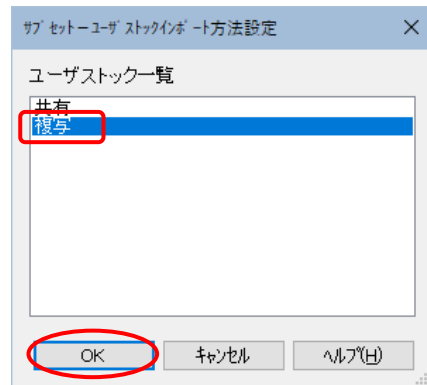 ｻﾌﾞｾｯﾄ－ﾕｰｻﾞｽﾄｯｸｲﾝﾎﾟｰﾄ方法設定
ユーザストック一覧
共有
複写
OK
ｷｬﾝｾﾙ
ﾍﾙﾌﾟ(H)